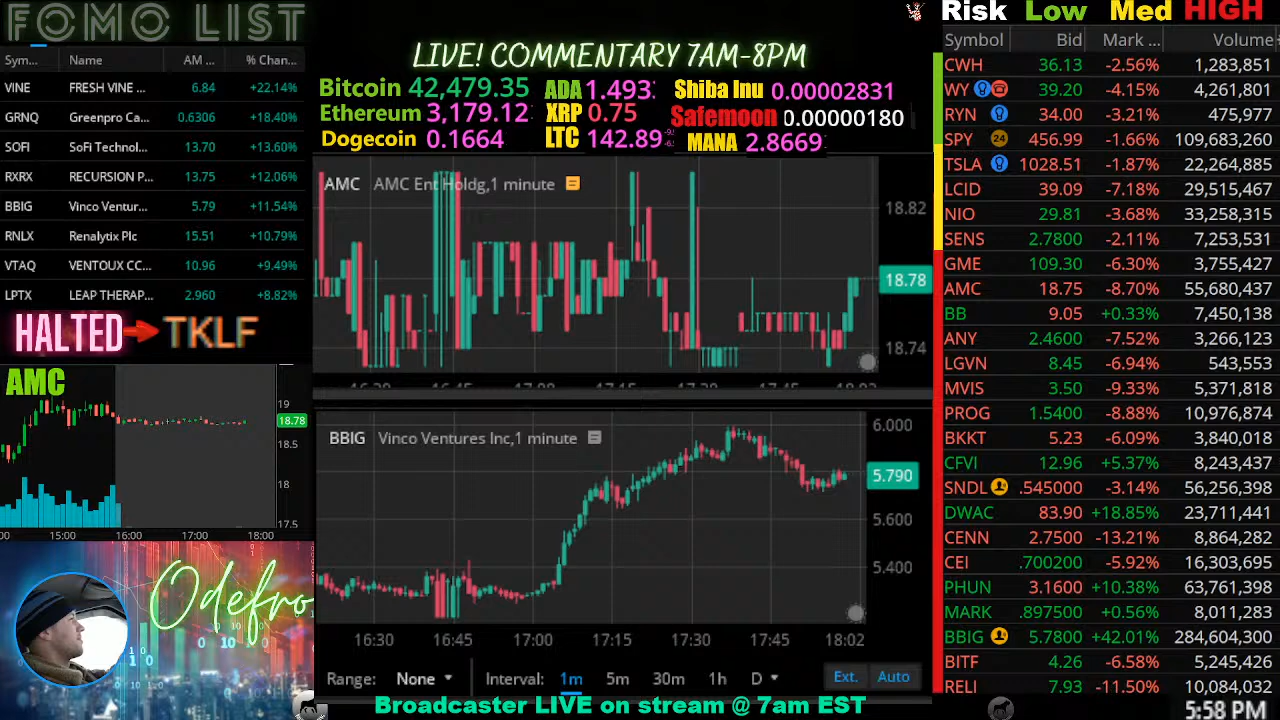 FOMO LIST
Sym... Name AM ... % Chan...
VINE FRESH VINE ... 6.84 +22.14%
GRNQ Greenpro Ca... 0.6306 +18.40%
SOFI SoFi Technol... 13.70 +13.60%
RXRX RECURSION P... 13.75 +12.06%
BBIG Vinco Ventur... 5.79 +11.54%
RNLX Renalytix Plc 15.51 +10.79%
VTAQ VENTOUX CC... 10.96 +9.49%
LPTX LEAP THERAP... 2.960 +8.82%
HALTED TKLF
AMC
19
18.78
18.5
18
17.5
15:00 16:00 17:00 18:00
Odefro
LIVE! COMMENTARY 7AM-8PM
Bitcoin 42,479.35 ADA 1.493 Shiba Inu 0.00002831
Ethereum 3,179.12 XRP 0.75 Safemoon 0.00000180
Dogecoin 0.1664 LTC 142.89 MANA 2.8669
AMC AMC Ent Holdg,1 minute
18.82
18.78
18.74
BBIG Vinco Ventures Inc,1 minute
6.000
5.790
5.600
5.400
16:30 16:45 17:00 17:15 17:30 17:45 18:02
Range: None Interval: 1m 5m 30m 1h D Ext. Auto
Broadcaster LIVE on stream @ 7am EST
Risk Low Med HIGH
Symbol Bid Mark ... Volume
CWH 36.13 -2.56% 1,283,851
WY 39.20 -4.15% 4,261,801
RYN 34.00 -3.21% 475,977
SPY 24 456.99 -1.66% 109,683,260
TSLA 1028.51 -1.87% 22,264,885
LCID 39.09 -7.18% 29,515,467
NIO 29.81 -3.68% 33,258,315
SENS 2.7800 -2.11% 7,253,531
GME 109.30 -6.30% 3,755,427
AMC 18.75 -8.70% 55,680,437
BB 9.05 +0.33% 7,450,138
ANY 2.4600 -7.52% 3,266,123
LGVN 8.45 -6.94% 543,553
MVIS 3.50 -9.33% 5,371,818
PROG 1.5400 -8.88% 10,976,874
BKKT 5.23 -6.09% 3,840,018
CFVI 12.96 +5.37% 8,243,437
SNDL .545000 -3.14% 56,256,398
DWAC 83.90 +18.85% 23,711,441
CENN 2.7500 -13.21% 8,864,282
CEI .700200 -5.92% 16,303,695
PHUN 3.1600 +10.38% 63,761,398
MARK .897500 +0.56% 8,011,283
BBIG 5.7800 +42.01% 284,604,300
BITF 4.26 -6.58% 5,245,426
RELI 7.93 -11.50% 10,084,032
5:58 PM